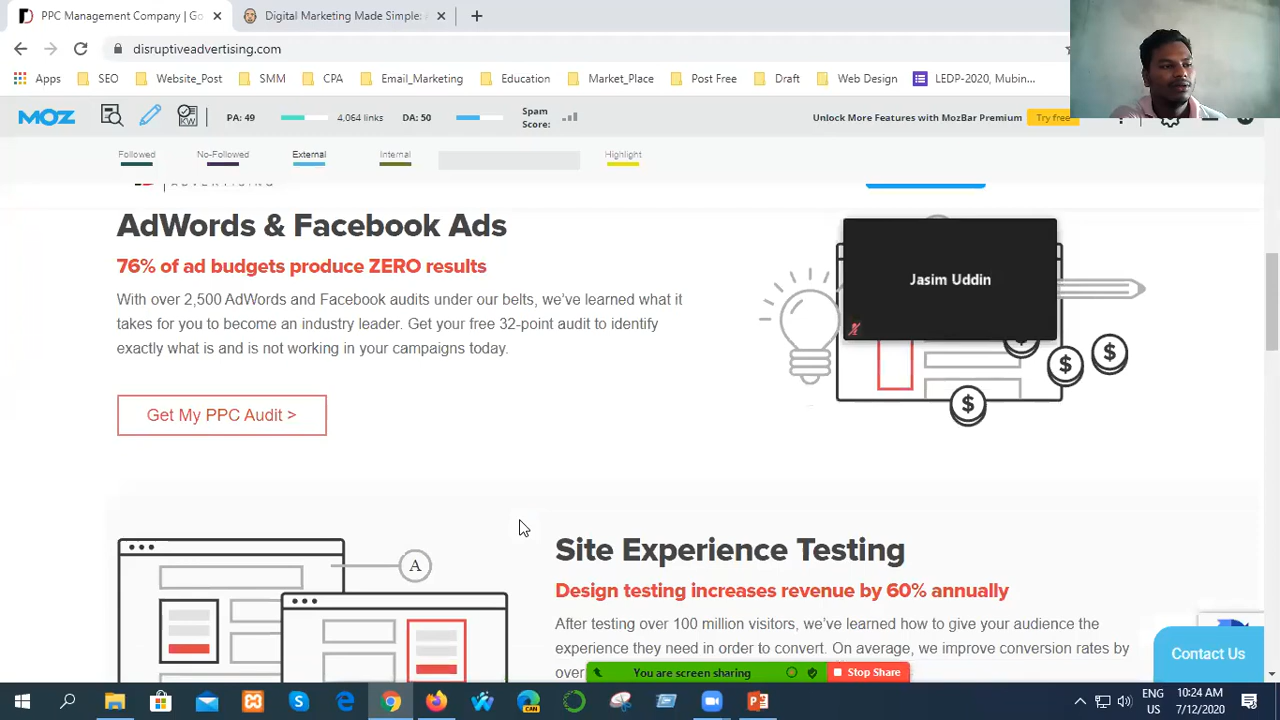 PPC Management Company | Go
Digital Marketing Made Simple:
disruptiveadvertising.com
Apps
SEO
Website_Post
SMM
CPA
Email_Marketing
Education
Market_Place
Post Free
Draft
Web Design
LEDP-2020, Mubin...
MOZ
KW
PA: 49
4,064 links
DA: 50
Spam
Score:
Unlock More Features with MozBar Premium
Try free
Followed
No-Followed
External
Internal
Highlight
AdWords & Facebook Ads
76% of ad budgets produce ZERO results
With over 2,500 AdWords and Facebook audits under our belts, we've learned what it
takes for you to become an industry leader. Get your free 32-point audit to identify
exactly what is and is not working in your campaigns today.
Get My PPC Audit >
Jasim Uddin
$ $ $
A
Site Experience Testing
Design testing increases revenue by 60% annually
After testing over 100 million visitors, we've learned how to give your audience the
experience they need in order to convert. On average, we improve conversion rates by
over
You are screen sharing
Stop Share
Contact Us
CAN
ENG
US
10:24 AM
7/12/2020